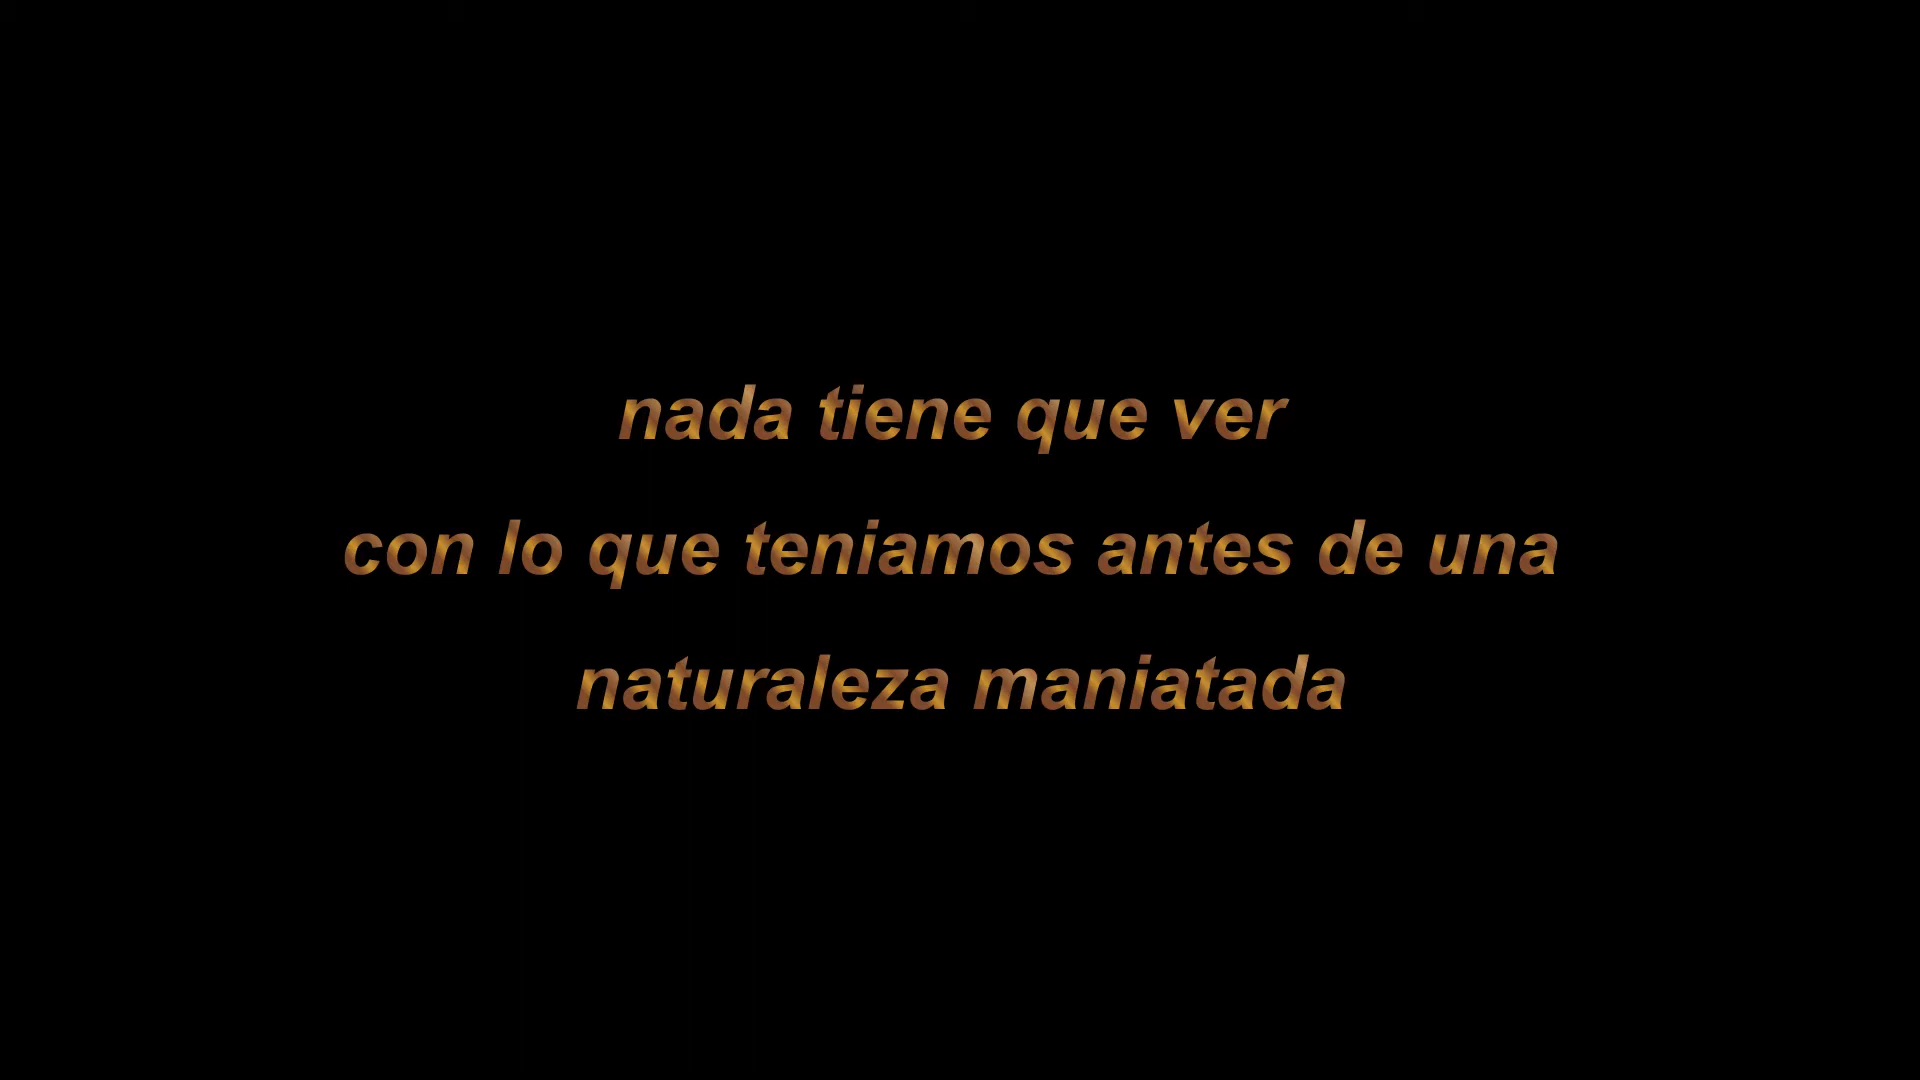 nada tiene que ver
con lo que teniamos antes de una
naturaleza maniatada